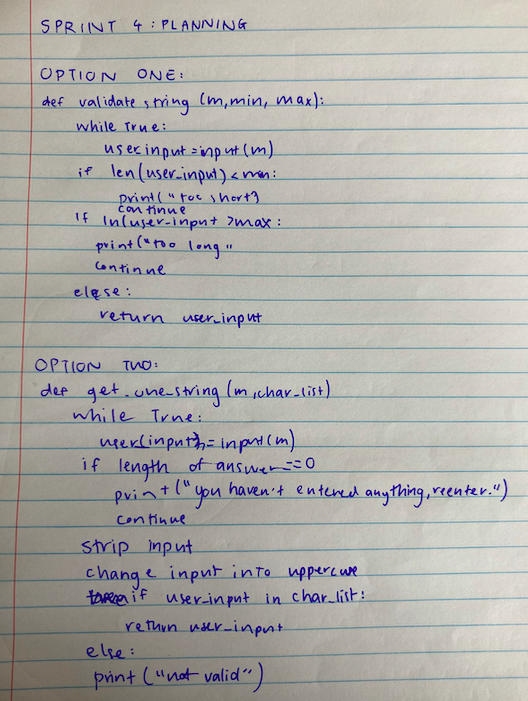 SPRINT 4: PLANNING
OPTION ONE:
def validate string (m,min, max):
while True:
user input =input (m)
if len(user_input) < min:
print( "too short}
continue
if ln(user-input >max:
print("too long "
continue
else:
return user_input
OPTION TWO:
def get_one_string (m,char_list)
while True:
user(input)=input(m)
if length of answer==0
print("you haven't entered anything, reenter.")
continue
strip input
change input into uppercase
if user_input in char_list:
return user_input
else:
print ("not valid")